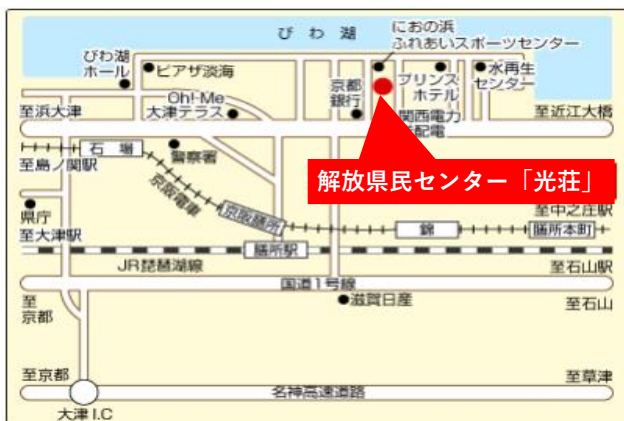 びわ湖
におの浜
ふれあいスポーツセンター
びわ湖
ホール
ピアザ淡海
京都
銀行
プリンス
ホテル
水再生
センター
Oh!-Me
大津テラス
至浜大津
関西電力
至近江大橋
石場
警察署
至島ノ関駅
解放県民センター「光荘」
京阪電車
県庁
京阪膳所
錦
至中之庄駅
膳所本町
至大津駅
膳所駅
JR琵琶湖線
至石山駅
国道1号線
至
京都
滋賀日産
至石山
至京都
名神高速道路
至草津
大津I.C